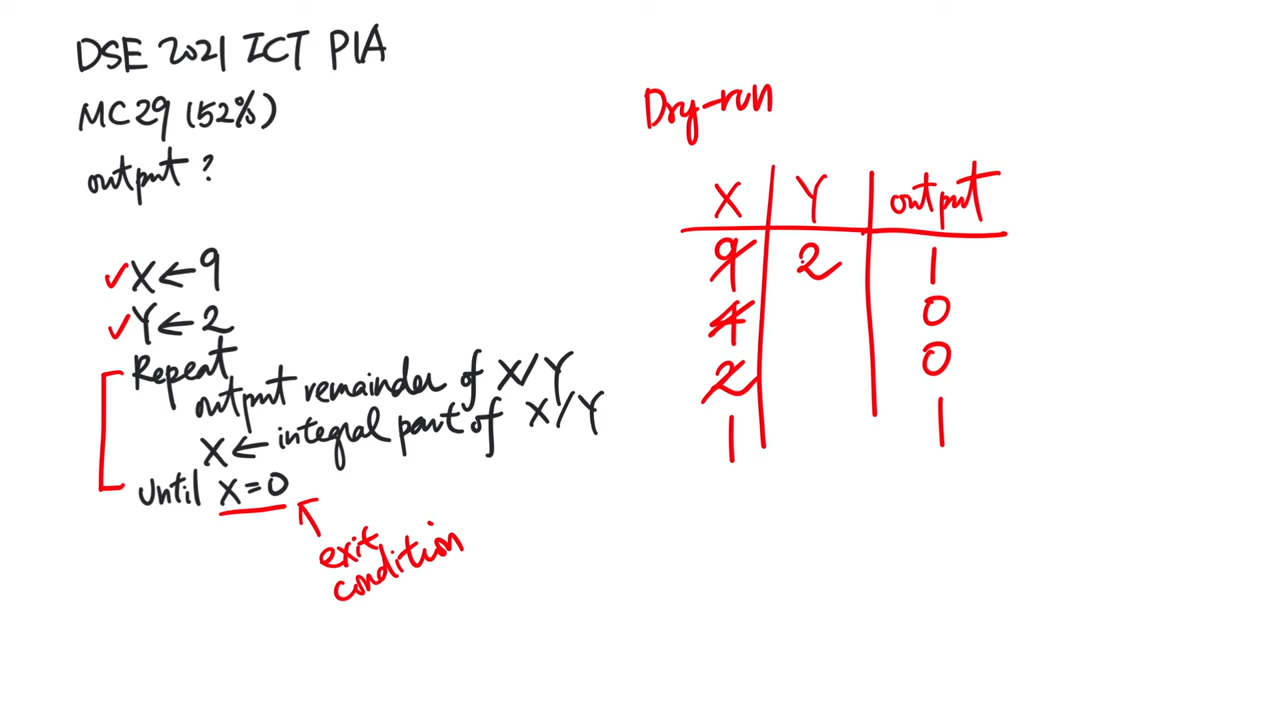 DSE 2021 ICT P1A
MC29 (52%)
output ?
✓X ← 9
✓Y ← 2
Repeat
output remainder of X/Y
X ← integral part of X/Y
Until X=0
exit
condition
Dry-run
X Y output
9 2 1
4 0
2 0
1 1